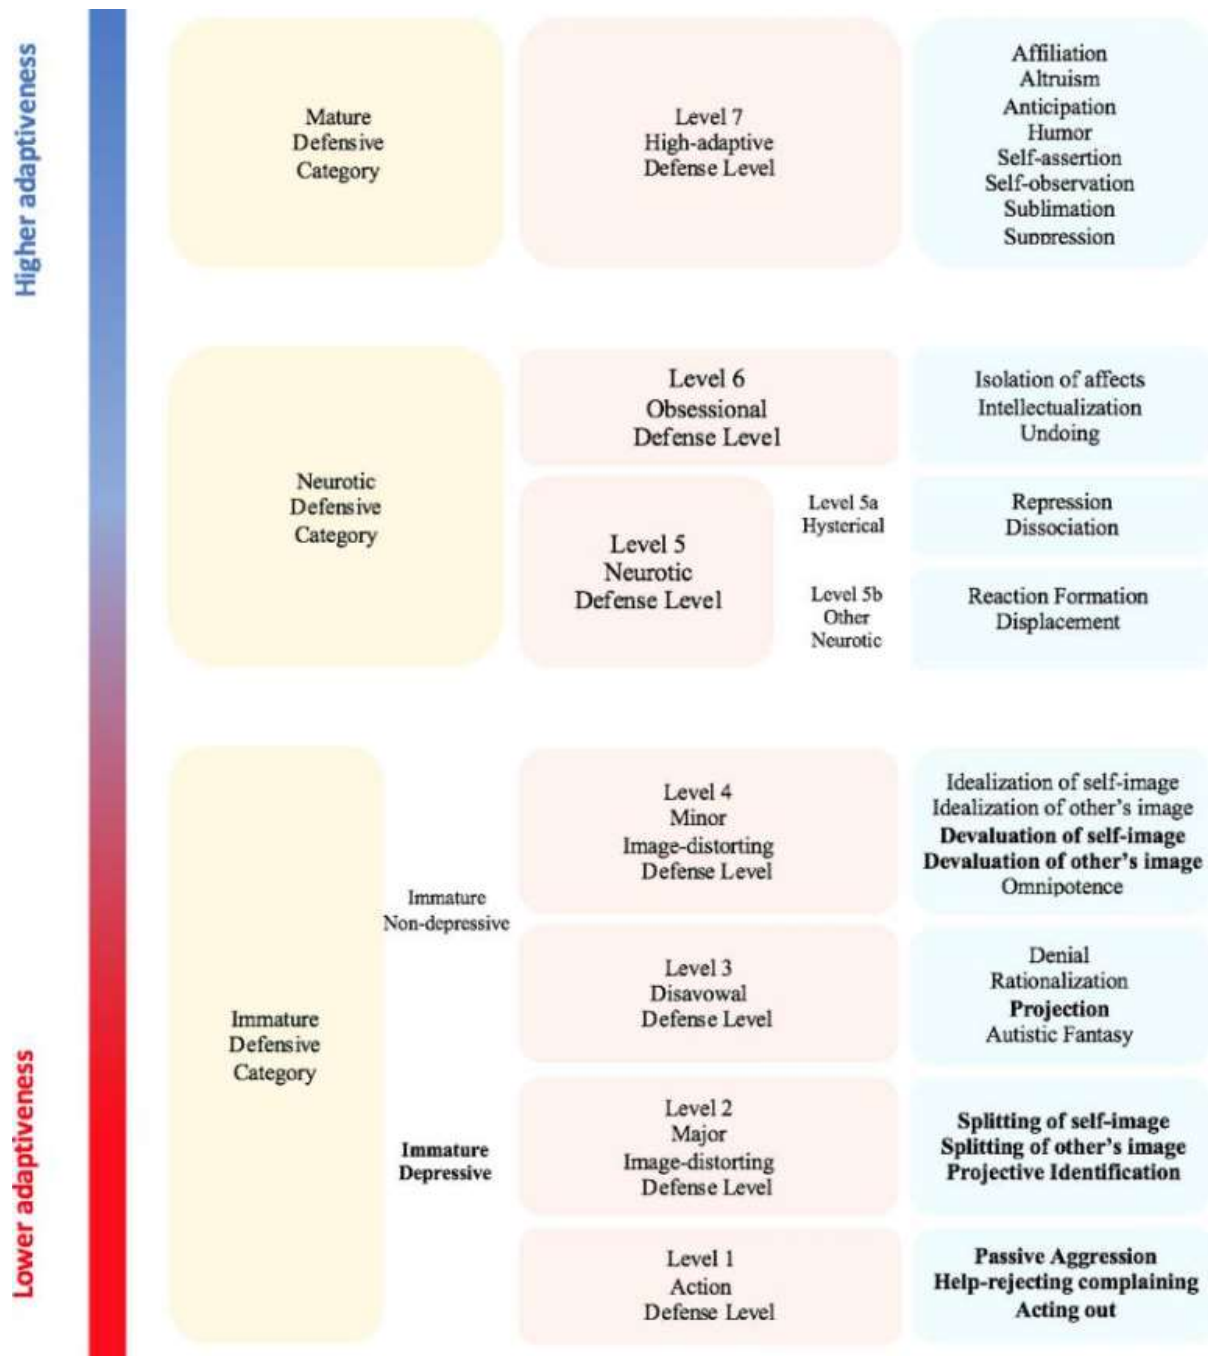 Higher adaptiveness
Mature
Defensive
Category
Level 7
High-adaptive
Defense Level
Affiliation
Altruism
Anticipation
Humor
Self-assertion
Self-observation
Sublimation
Suppression
Neurotic
Defensive
Category
Level 6
Obsessional
Defense Level
Isolation of affects
Intellectualization
Undoing
Level 5
Neurotic
Defense Level
Level 5a
Hysterical
Repression
Dissociation
Level 5b
Other
Neurotic
Reaction Formation
Displacement
Lower adaptiveness
Immature
Defensive
Category
Immature
Non-depressive
Level 4
Minor
Image-distorting
Defense Level
Idealization of self-image
Idealization of other's image
Devaluation of self-image
Devaluation of other's image
Omnipotence
Level 3
Disavowal
Defense Level
Denial
Rationalization
Projection
Autistic Fantasy
Immature
Depressive
Level 2
Major
Image-distorting
Defense Level
Splitting of self-image
Splitting of other's image
Projective Identification
Level 1
Action
Defense Level
Passive Aggression
Help-rejecting complaining
Acting out